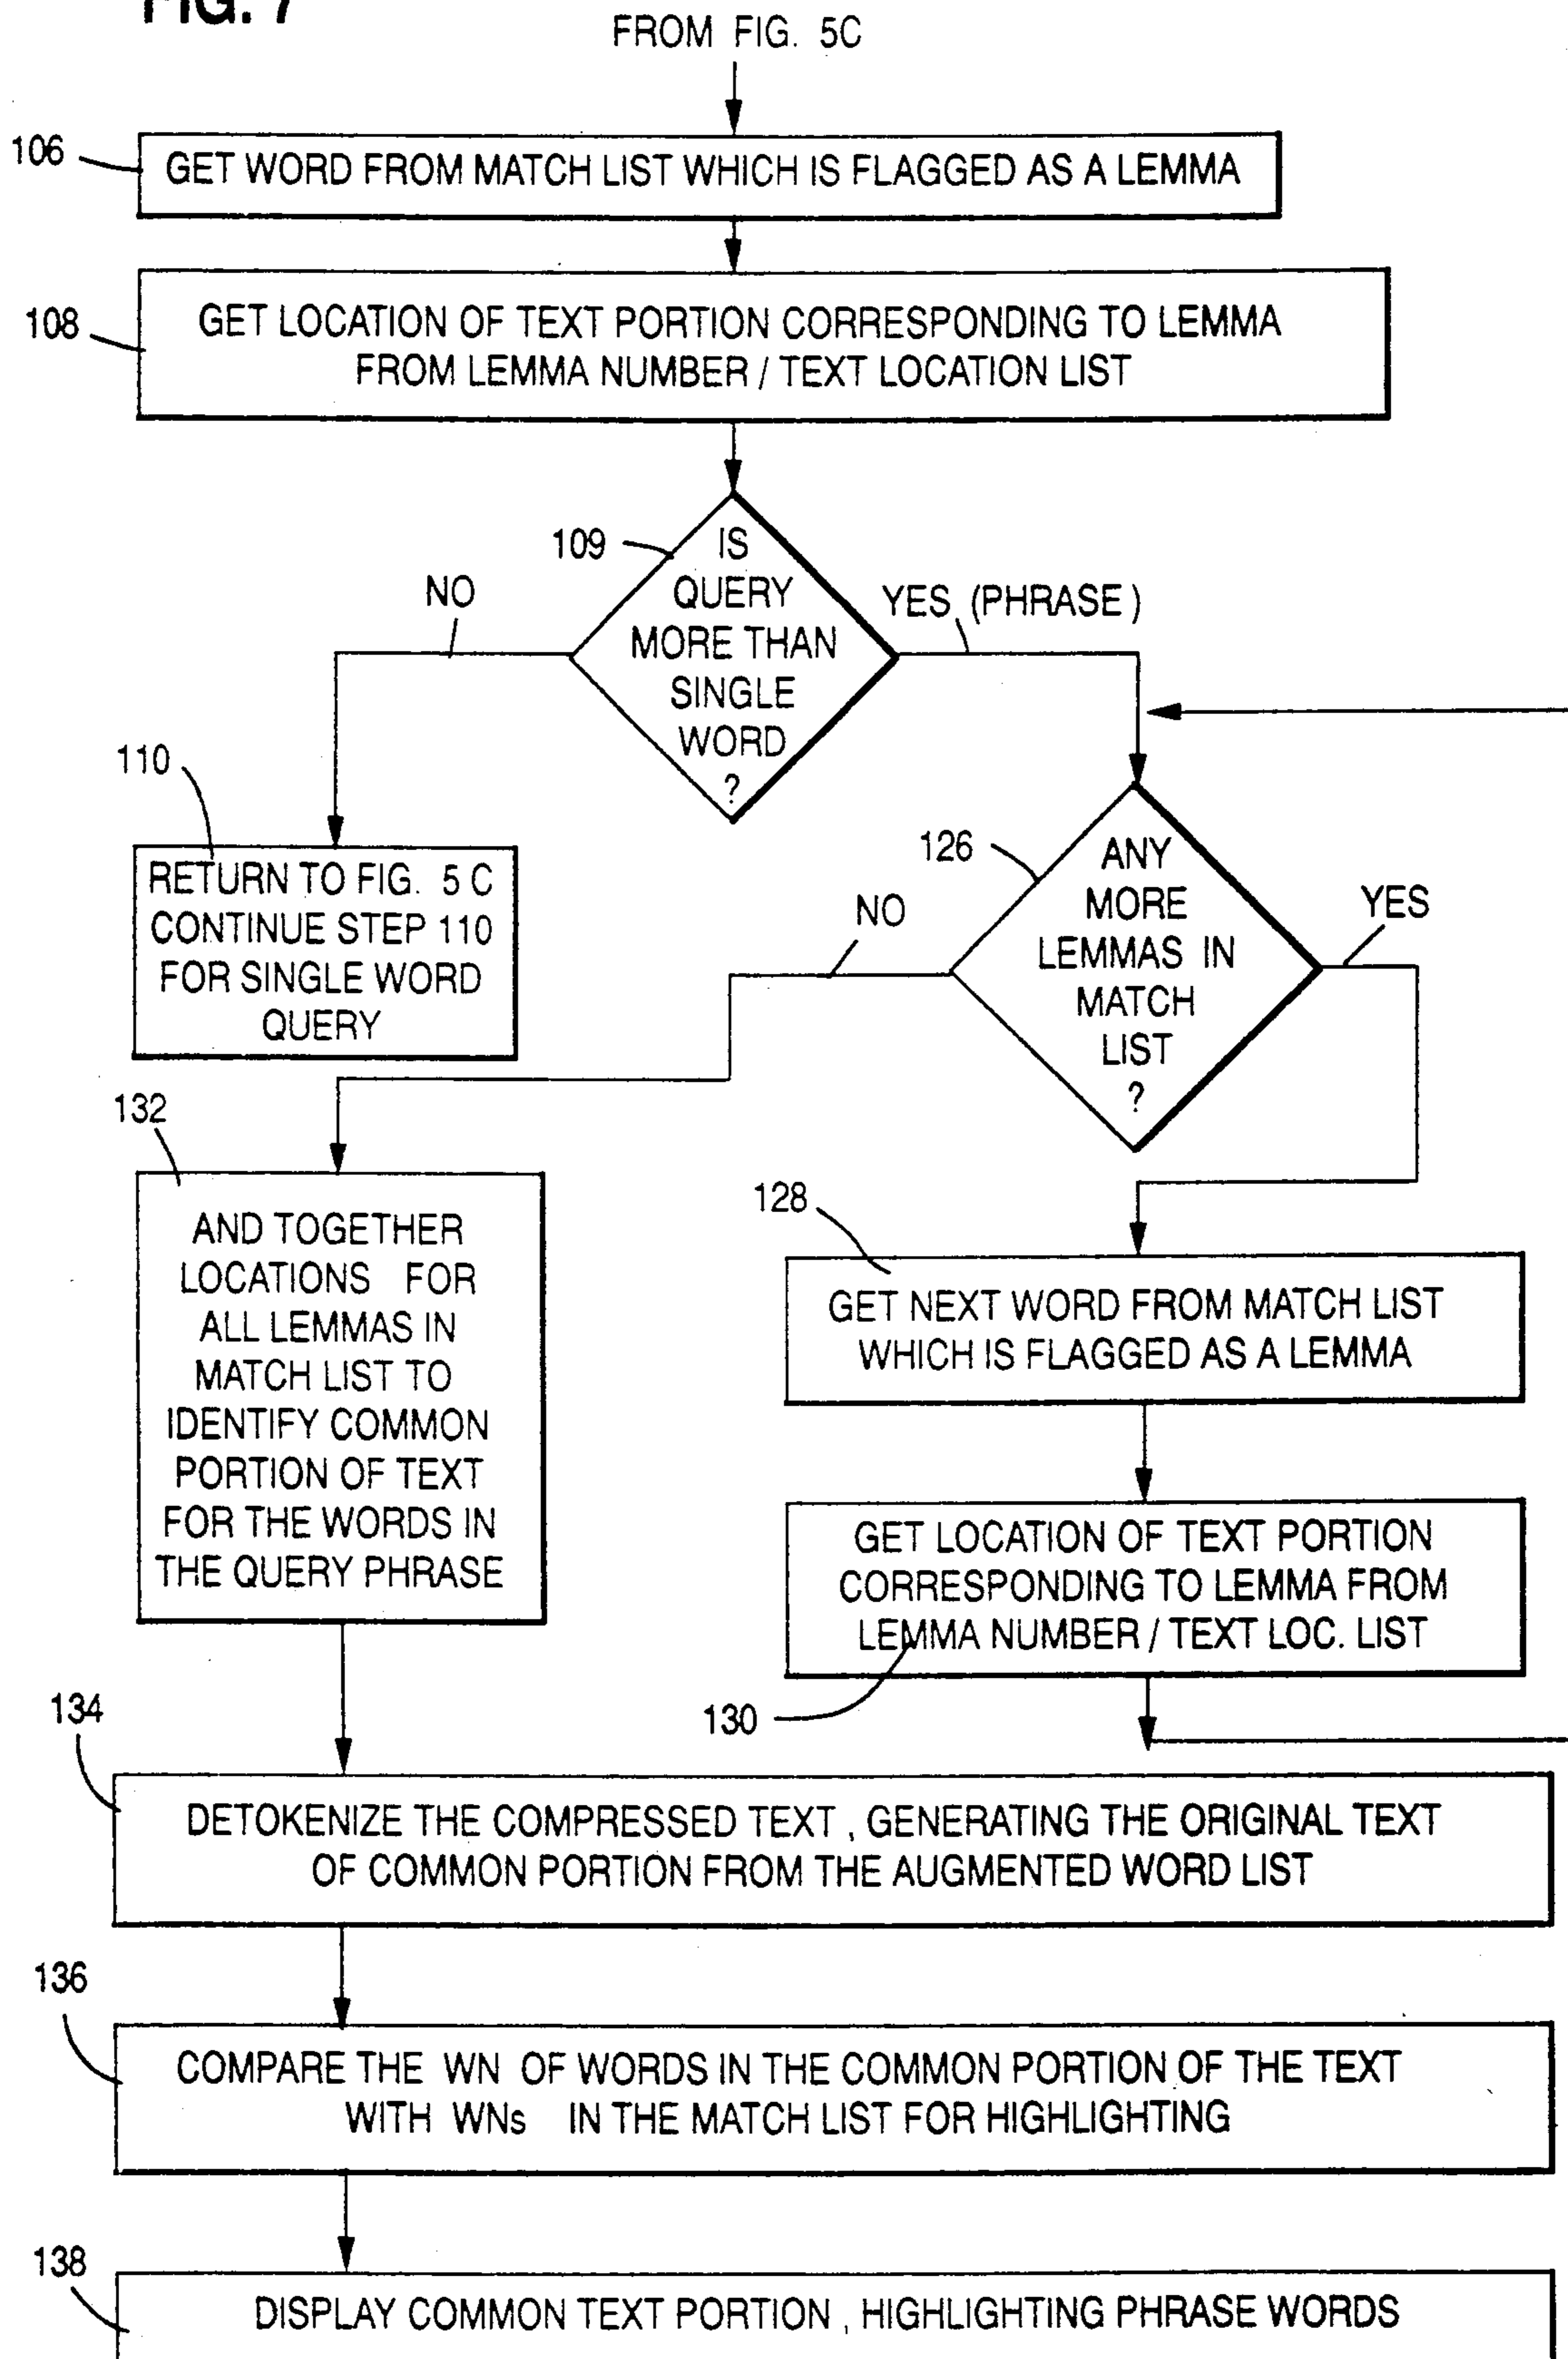 FIG. 7
FROM FIG. 5C
106
GET WORD FROM MATCH LIST WHICH IS FLAGGED AS A LEMMA
108
GET LOCATION OF TEXT PORTION CORRESPONDING TO LEMMA
FROM LEMMA NUMBER / TEXT LOCATION LIST
109
IS
QUERY
MORE THAN
SINGLE
WORD
?
NO
YES (PHRASE)
110
RETURN TO FIG. 5 C
CONTINUE STEP 110
FOR SINGLE WORD
QUERY
126
ANY
MORE
LEMMAS IN
MATCH
LIST
?
NO
YES
132
AND TOGETHER
LOCATIONS FOR
ALL LEMMAS IN
MATCH LIST TO
IDENTIFY COMMON
PORTION OF TEXT
FOR THE WORDS IN
THE QUERY PHRASE
128
GET NEXT WORD FROM MATCH LIST
WHICH IS FLAGGED AS A LEMMA
GET LOCATION OF TEXT PORTION
CORRESPONDING TO LEMMA FROM
LEMMA NUMBER / TEXT LOC. LIST
130
134
DETOKENIZE THE COMPRESSED TEXT , GENERATING THE ORIGINAL TEXT
OF COMMON PORTION FROM THE AUGMENTED WORD LIST
136
COMPARE THE WN OF WORDS IN THE COMMON PORTION OF THE TEXT
WITH WNs IN THE MATCH LIST FOR HIGHLIGHTING
138
DISPLAY COMMON TEXT PORTION , HIGHLIGHTING PHRASE WORDS